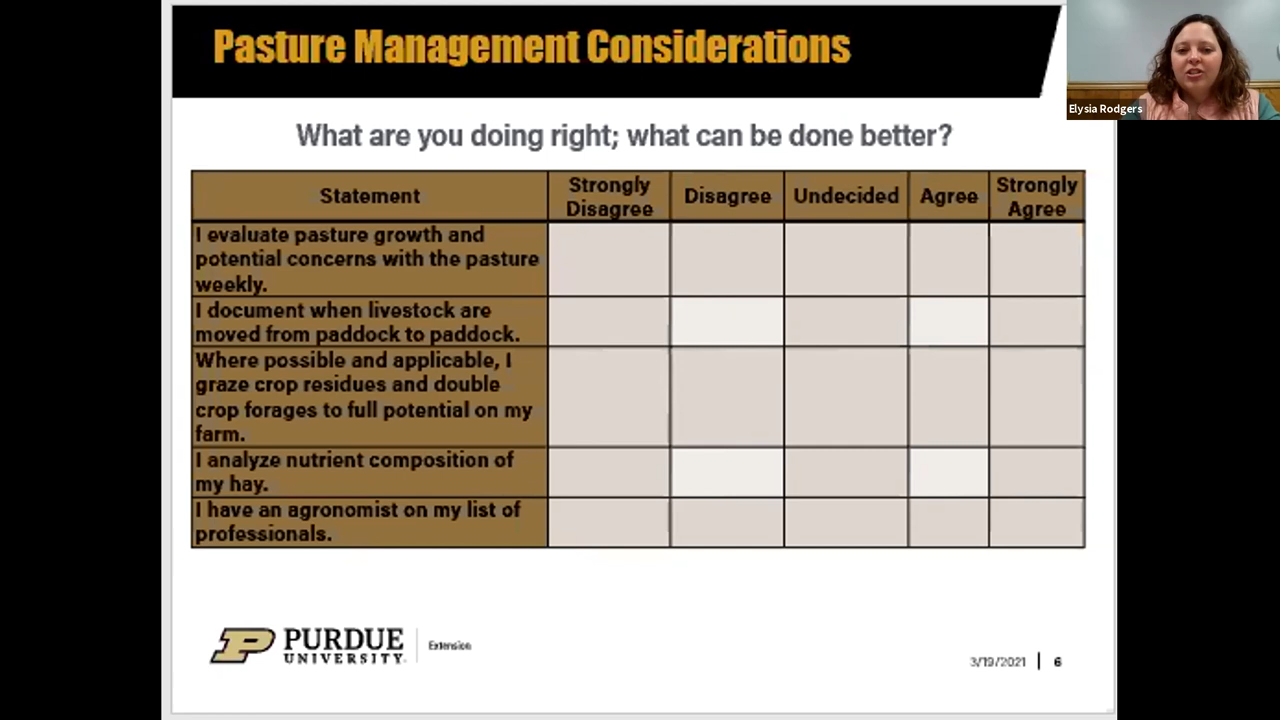 Pasture Management Considerations
Elysia Rodgers
What are you doing right; what can be done better?
Statement
Strongly
Disagree
Disagree
Undecided
Agree
Strongly
Agree
I evaluate pasture growth and
potential concerns with the pasture
weekly.
I document when livestock are
moved from paddock to paddock.
Where possible and applicable, I
graze crop residues and double
crop forages to full potential on my
farm.
I analyze nutrient composition of
my hay.
I have an agronomist on my list of
professionals.
PURDUE
UNIVERSITY
Extension
3/19/2021 | 6